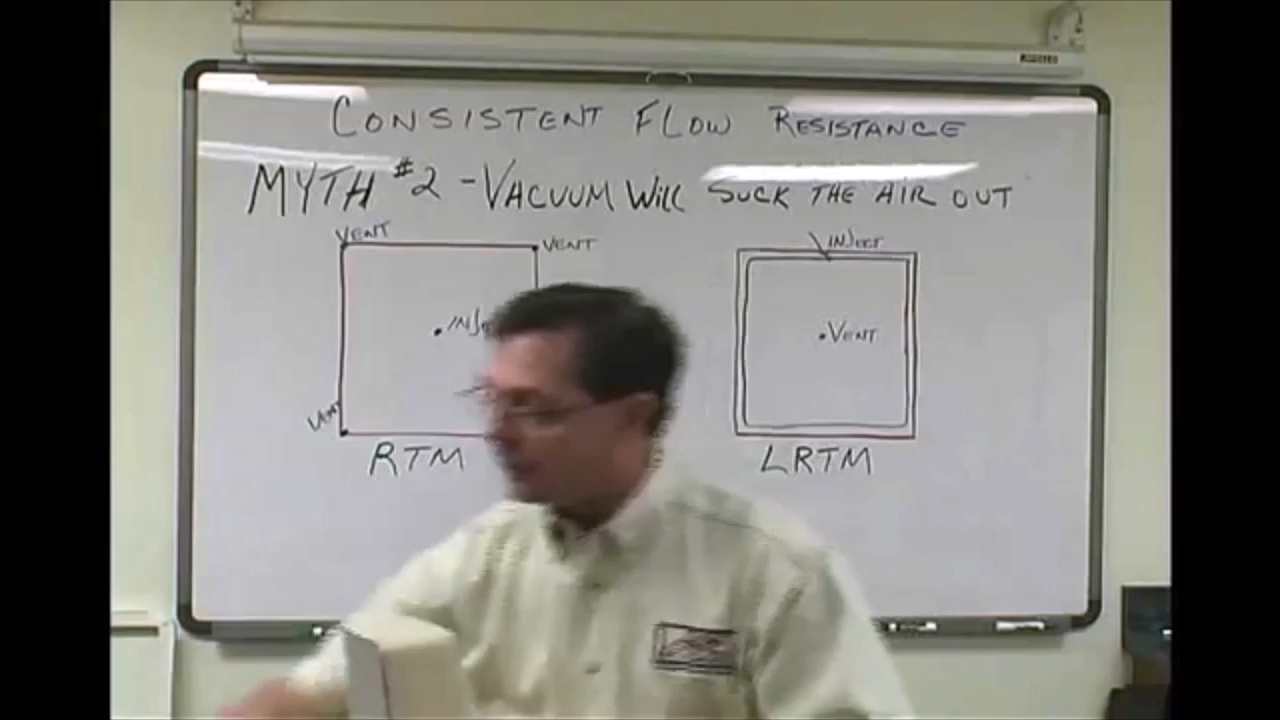 CONSISTENT FLOW RESISTANCE
MYTH #2 - VACUUM WILL SUCK THE AIR OUT
VENT VENT
INJECT
VENT
RTM
INJECT
VENT
LRTM